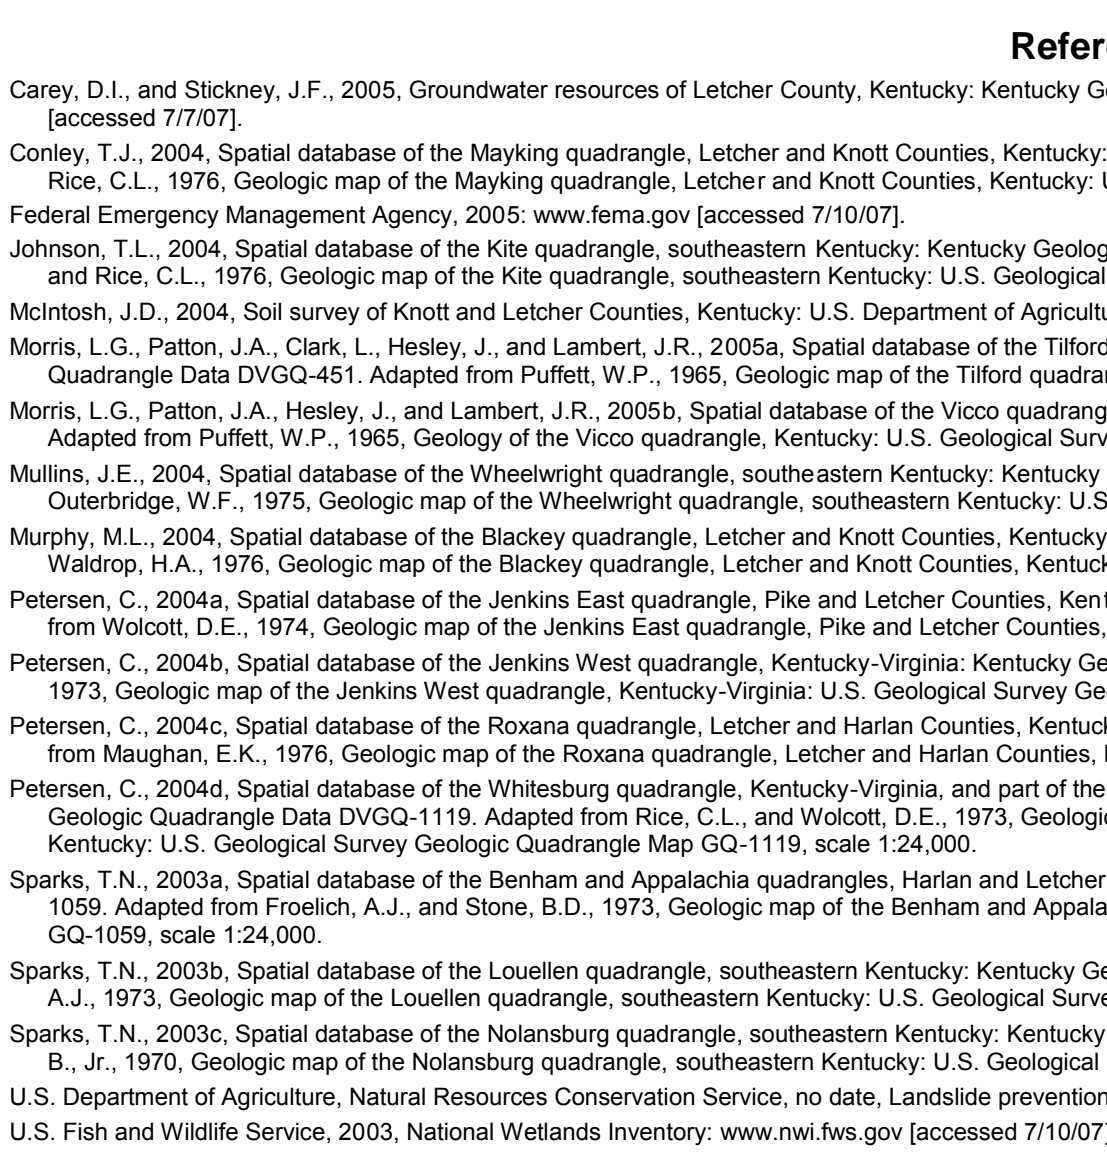 Refer
Carey, D.I., and Stickney, J.F., 2005, Groundwater resources of Letcher County, Kentucky: Kentucky G
[accessed 7/7/07].
Conley, T.J., 2004, Spatial database of the Mayking quadrangle, Letcher and Knott Counties, Kentucky:
Rice, C.L., 1976, Geologic map of the Mayking quadrangle, Letcher and Knott Counties, Kentucky:
Federal Emergency Management Agency, 2005: www.fema.gov [accessed 7/10/07].
Johnson, T.L., 2004, Spatial database of the Kite quadrangle, southeastern Kentucky: Kentucky Geolog
and Rice, C.L., 1976, Geologic map of the Kite quadrangle, southeastern Kentucky: U.S. Geological
McIntosh, J.D., 2004, Soil survey of Knott and Letcher Counties, Kentucky: U.S. Department of Agricultu
Morris, L.G., Patton, J.A., Clark, L., Hesley, J., and Lambert, J.R., 2005a, Spatial database of the Tilford
Quadrangle Data DVGQ-451. Adapted from Puffett, W.P., 1965, Geologic map of the Tilford quadra
Morris, L.G., Patton, J.A., Hesley, J., and Lambert, J.R., 2005b, Spatial database of the Vicco quadrang
Adapted from Puffett, W.P., 1965, Geology of the Vicco quadrangle, Kentucky: U.S. Geological Surv
Mullins, J.E., 2004, Spatial database of the Wheelwright quadrangle, southeastern Kentucky: Kentucky
Outerbridge, W.F., 1975, Geologic map of the Wheelwright quadrangle, southeastern Kentucky: U.S
Murphy, M.L., 2004, Spatial database of the Blackey quadrangle, Letcher and Knott Counties, Kentucky
Waldrop, H.A., 1976, Geologic map of the Blackey quadrangle, Letcher and Knott Counties, Kentuck
Petersen, C., 2004a, Spatial database of the Jenkins East quadrangle, Pike and Letcher Counties, Kent
from Wolcott, D.E., 1974, Geologic map of the Jenkins East quadrangle, Pike and Letcher Counties,
Petersen, C., 2004b, Spatial database of the Jenkins West quadrangle, Kentucky-Virginia: Kentucky Ge
1973, Geologic map of the Jenkins West quadrangle, Kentucky-Virginia: U.S. Geological Survey Ge
Petersen, C., 2004c, Spatial database of the Roxana quadrangle, Letcher and Harlan Counties, Kentuck
from Maughan, E.K., 1976, Geologic map of the Roxana quadrangle, Letcher and Harlan Counties,
Petersen, C., 2004d, Spatial database of the Whitesburg quadrangle, Kentucky-Virginia, and part of the
Geologic Quadrangle Data DVGQ-1119. Adapted from Rice, C.L., and Wolcott, D.E., 1973, Geologic
Kentucky: U.S. Geological Survey Geologic Quadrangle Map GQ-1119, scale 1:24,000.
Sparks, T.N., 2003a, Spatial database of the Benham and Appalachia quadrangles, Harlan and Letcher
1059. Adapted from Froelich, A.J., and Stone, B.D., 1973, Geologic map of the Benham and Appala
GQ-1059, scale 1:24,000.
Sparks, T.N., 2003b, Spatial database of the Louellen quadrangle, southeastern Kentucky: Kentucky Ge
A.J., 1973, Geologic map of the Louellen quadrangle, southeastern Kentucky: U.S. Geological Surve
Sparks, T.N., 2003c, Spatial database of the Nolansburg quadrangle, southeastern Kentucky: Kentucky
B., Jr., 1970, Geologic map of the Nolansburg quadrangle, southeastern Kentucky: U.S. Geological
U.S. Department of Agriculture, Natural Resources Conservation Service, no date, Landslide prevention
U.S. Fish and Wildlife Service, 2003, National Wetlands Inventory: www.nwi.fws.gov [accessed 7/10/07]